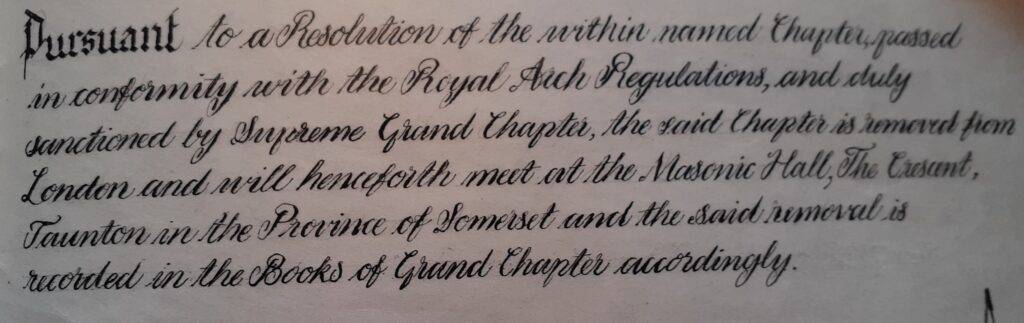 Pursuant to a Resolution of the within named Chapter, passed
in conformity with the Royal Arch Regulations, and duly
sanctioned by Supreme Grand Chapter, the said Chapter is removed from
London and will henceforth meet at the Masonic Hall, The Crescent,
Taunton in the Province of Somerset and the said removal is
recorded in the Books of Grand Chapter accordingly.